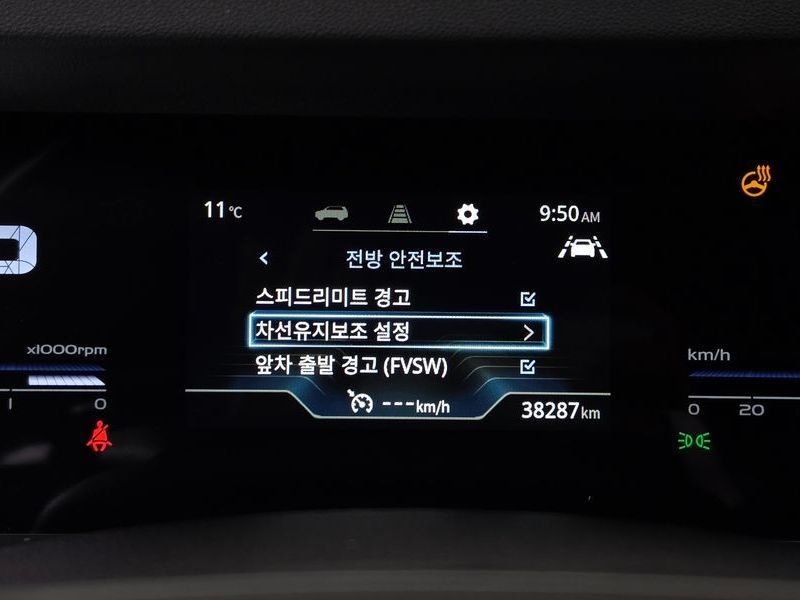 11°C
9:50AM
전방 안전보조
스피드리미트 경고
차선유지보조 설정
앞차 출발 경고 (FVSW)
---km/h
38287km
x1000rpm
1 0
km/h
0 20